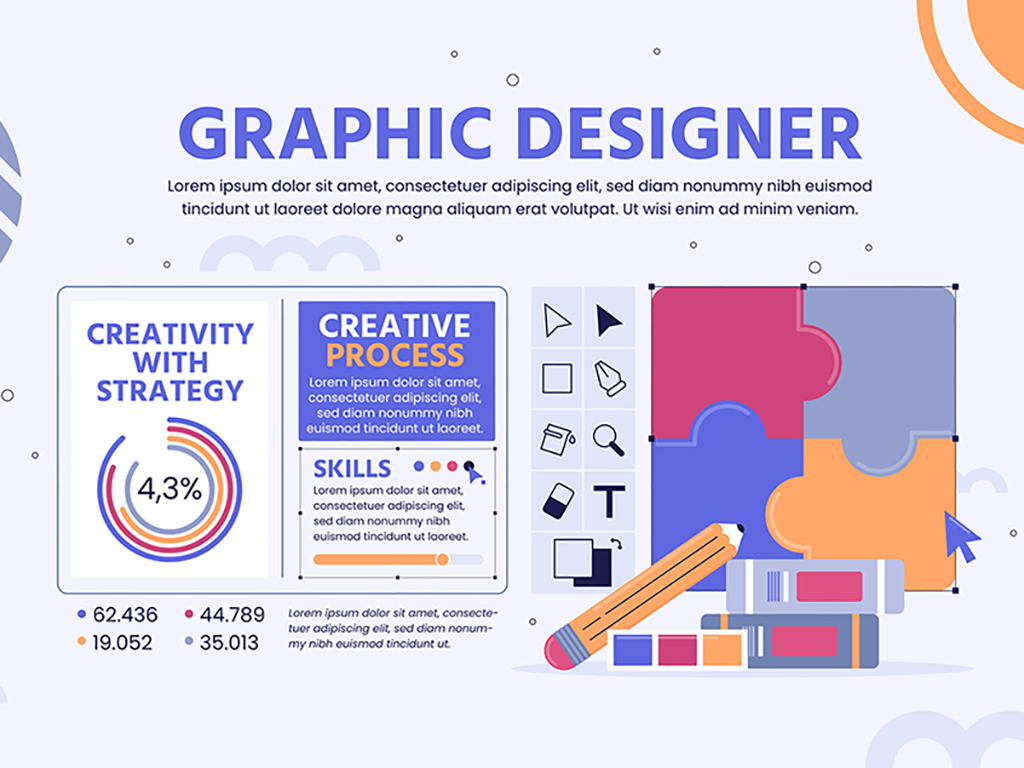 GRAPHIC DESIGNER
Lorem ipsum dolor sit amet, consectetuer adipiscing elit, sed diam nonummy nibh euismod
tincidunt ut laoreet dolore magna aliquam erat volutpat. Ut wisi enim ad minim veniam.
CREATIVITY
WITH
STRATEGY
4,3%
CREATIVE
PROCESS
Lorem ipsum dolor sit amet,
consectetuer adipiscing elit,
sed diam nonummy nibh
euismod tincidunt ut laoreet.
SKILLS
Lorem ipsum dolor sit amet,
consectetuer adipiscing elit,
sed diam nonummy nibh
euismod tincidunt ut laoreet.
T
62.436
44.789
19.052
35.013
Lorem ipsum dolor sit amet, consecte-
tuer adipiscing elit, sed diam nonum-
my nibh euismod tincidunt ut.